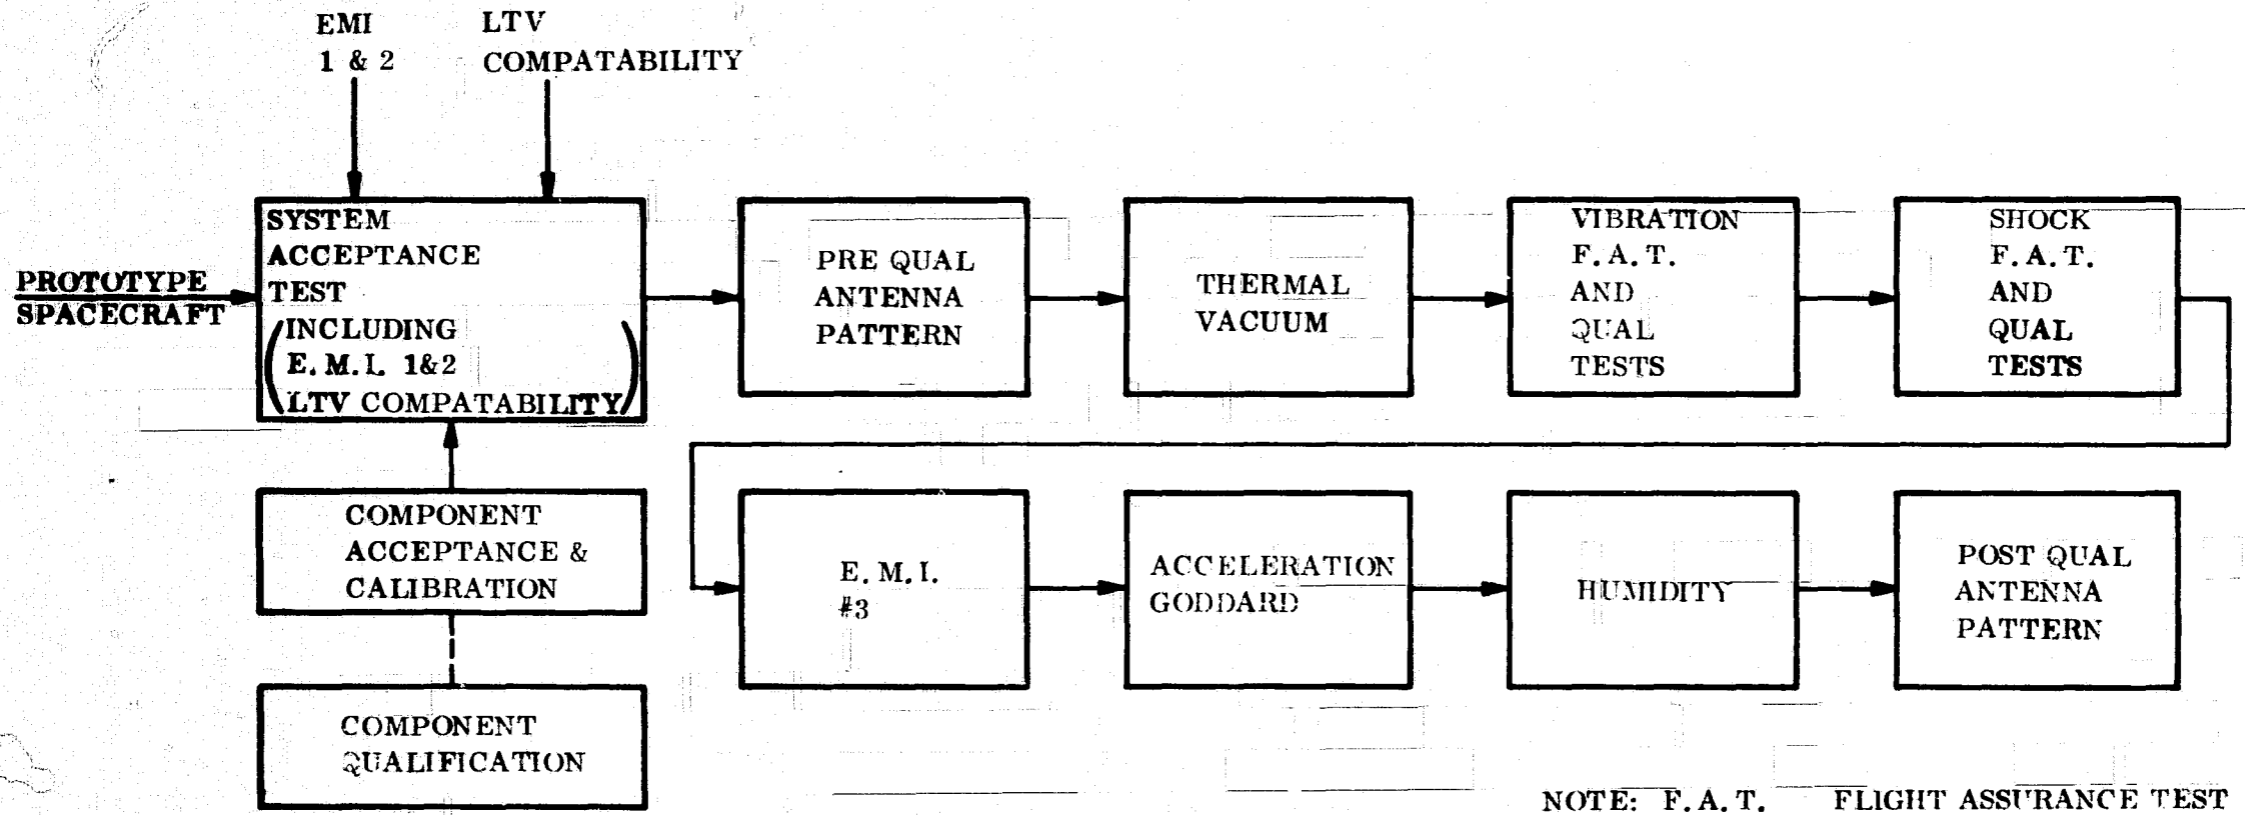 EMI
1 & 2
LTV
COMPATABILITY
PROTOTYPE
SPACECRAFT
SYSTEM
ACCEPTANCE
TEST
(INCLUDING
E. M. I. 1&2
LTV COMPATABILITY)
PRE QUAL
ANTENNA
PATTERN
THERMAL
VACUUM
VIBRATION
F. A. T.
AND
QUAL
TESTS
SHOCK
F. A. T.
AND
QUAL
TESTS
COMPONENT
ACCEPTANCE &
CALIBRATION
E. M. I.
#3
ACCELERATION
GODDARD
HUMIDITY
POST QUAL
ANTENNA
PATTERN
COMPONENT
QUALIFICATION
NOTE: F. A. T. FLIGHT ASSURANCE TEST